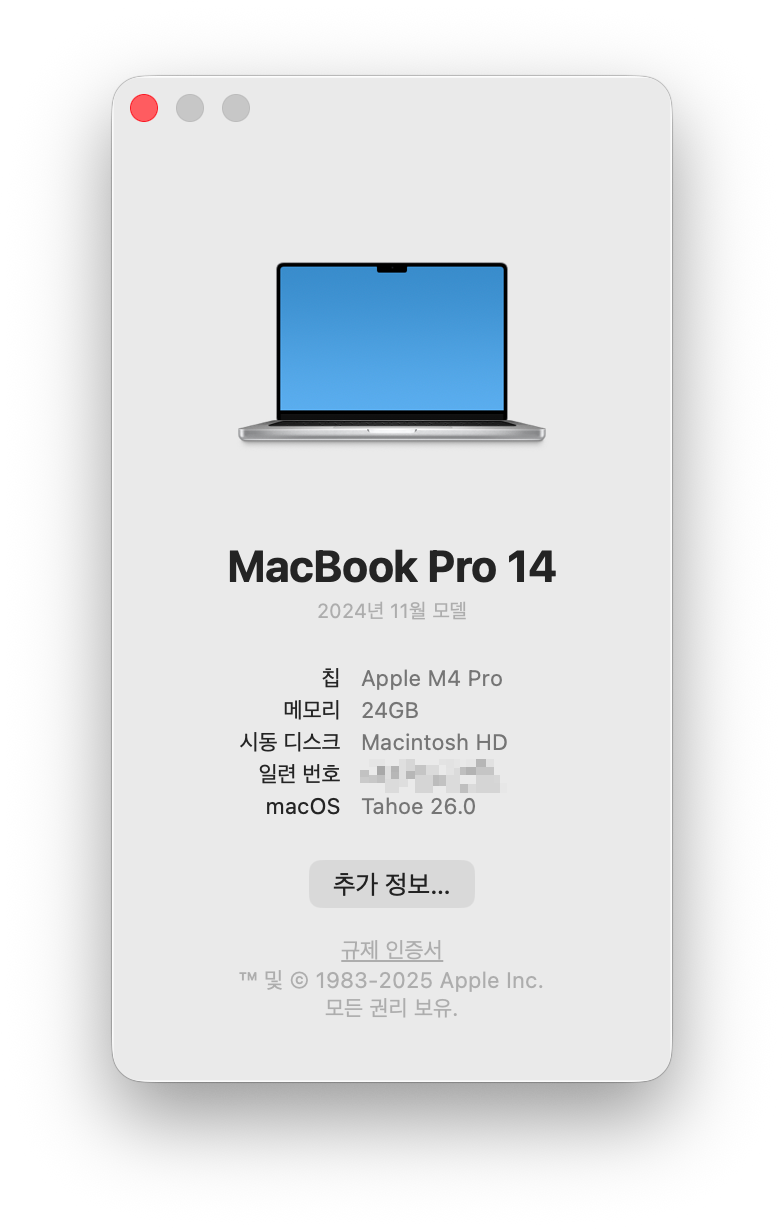 MacBook Pro 14
2024년 11월 모델
칩 Apple M4 Pro
메모리 24GB
시동 디스크 Macintosh HD
일련 번호
macOS Tahoe 26.0
추가 정보...
규제 인증서
™ 및 © 1983-2025 Apple Inc.
모든 권리 보유.